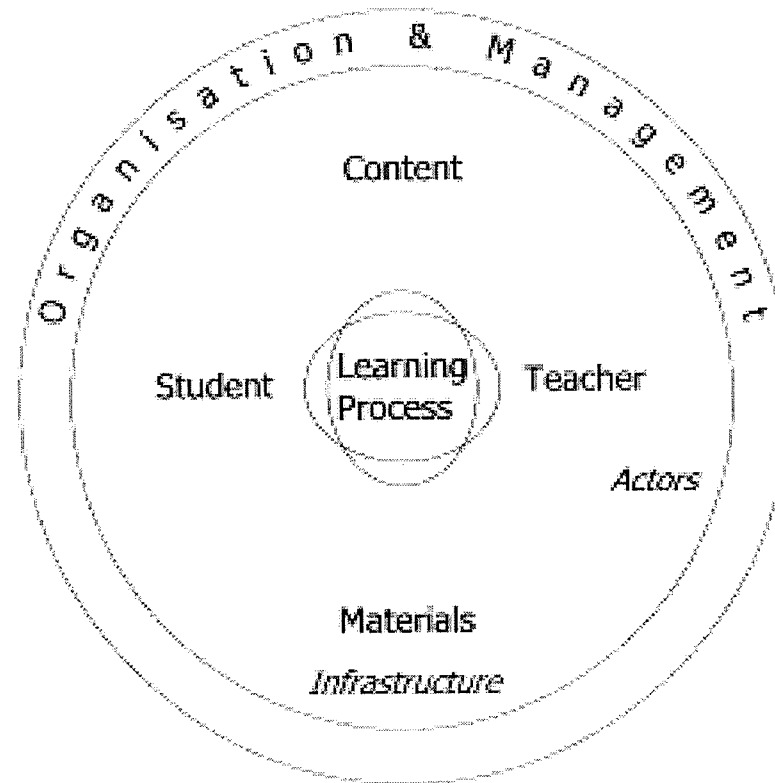 Organisation & Management
Content
Learning
Process
Student
Teacher
Actors
Materials
Infrastructure